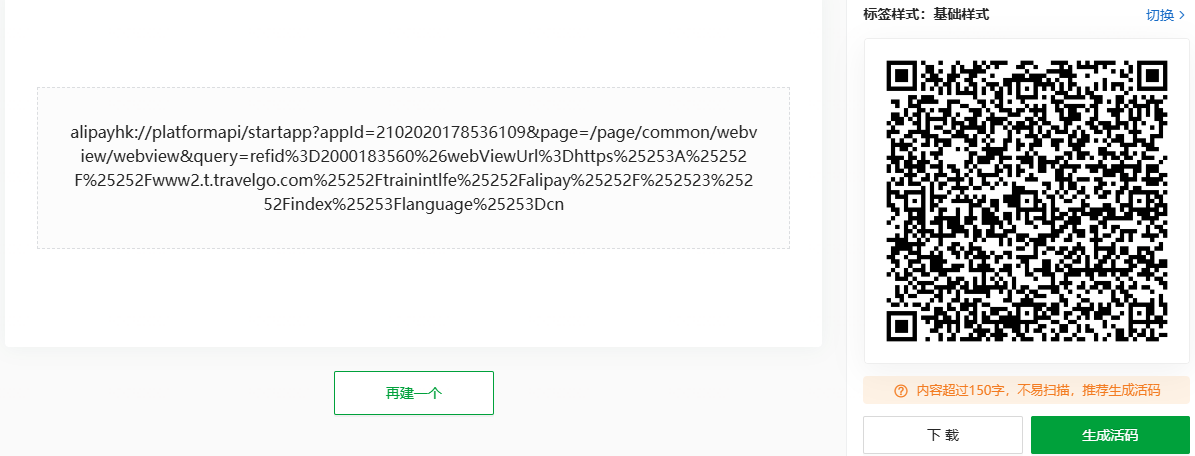 标签样式：基础样式
切换 >
alipayhk://platformapi/startapp?appId=2102020178536109&page=/page/common/webv
iew/webview&query=refid%3D2000183560%26webViewUrl%3Dhttps%25253A%25252
F%25252Fwww2.t.travelgo.com%25252Ftrainintlfe%25252Falipay%25252F%252523%252
52Findex%25253Flanguage%25253Dcn
再建一个
内容超过150字，不易扫描，推荐生成活码
下载
生成活码